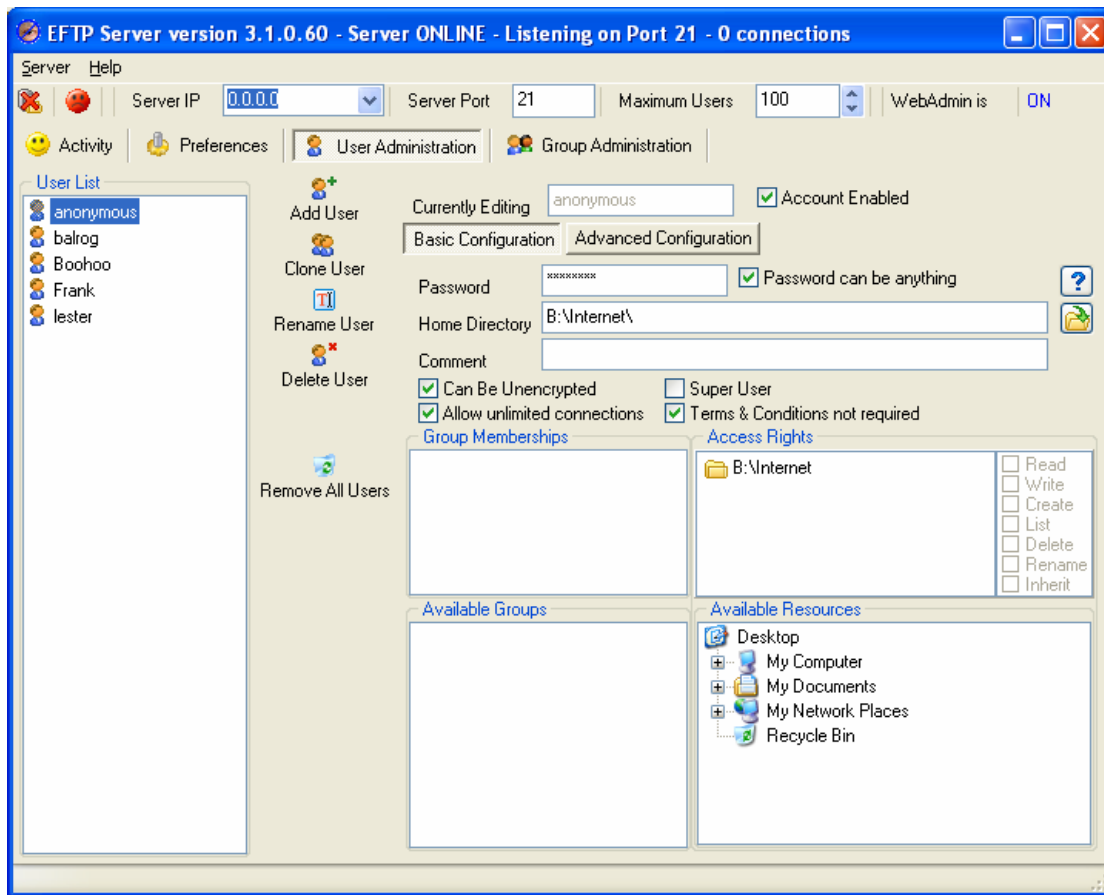 EFTP Server version 3.1.0.60 - Server ONLINE - Listening on Port 21 - 0 connections
Server Help
Server IP 0.0.0.0 Server Port 21 Maximum Users 100 WebAdmin is ON
Activity Preferences User Administration Group Administration
User List
anonymous
balrog
Boohoo
Frank
lester
Add User
Clone User
Rename User
Delete User
Remove All Users
Currently Editing anonymous Account Enabled
Basic Configuration Advanced Configuration
Password ******** Password can be anything
?
Home Directory B:\Internet\
Comment
Can Be Unencrypted Super User
Allow unlimited connections Terms & Conditions not required
Group Memberships
Access Rights
B:\Internet
Read
Write
Create
List
Delete
Rename
Inherit
Available Groups
Available Resources
Desktop
My Computer
My Documents
My Network Places
Recycle Bin